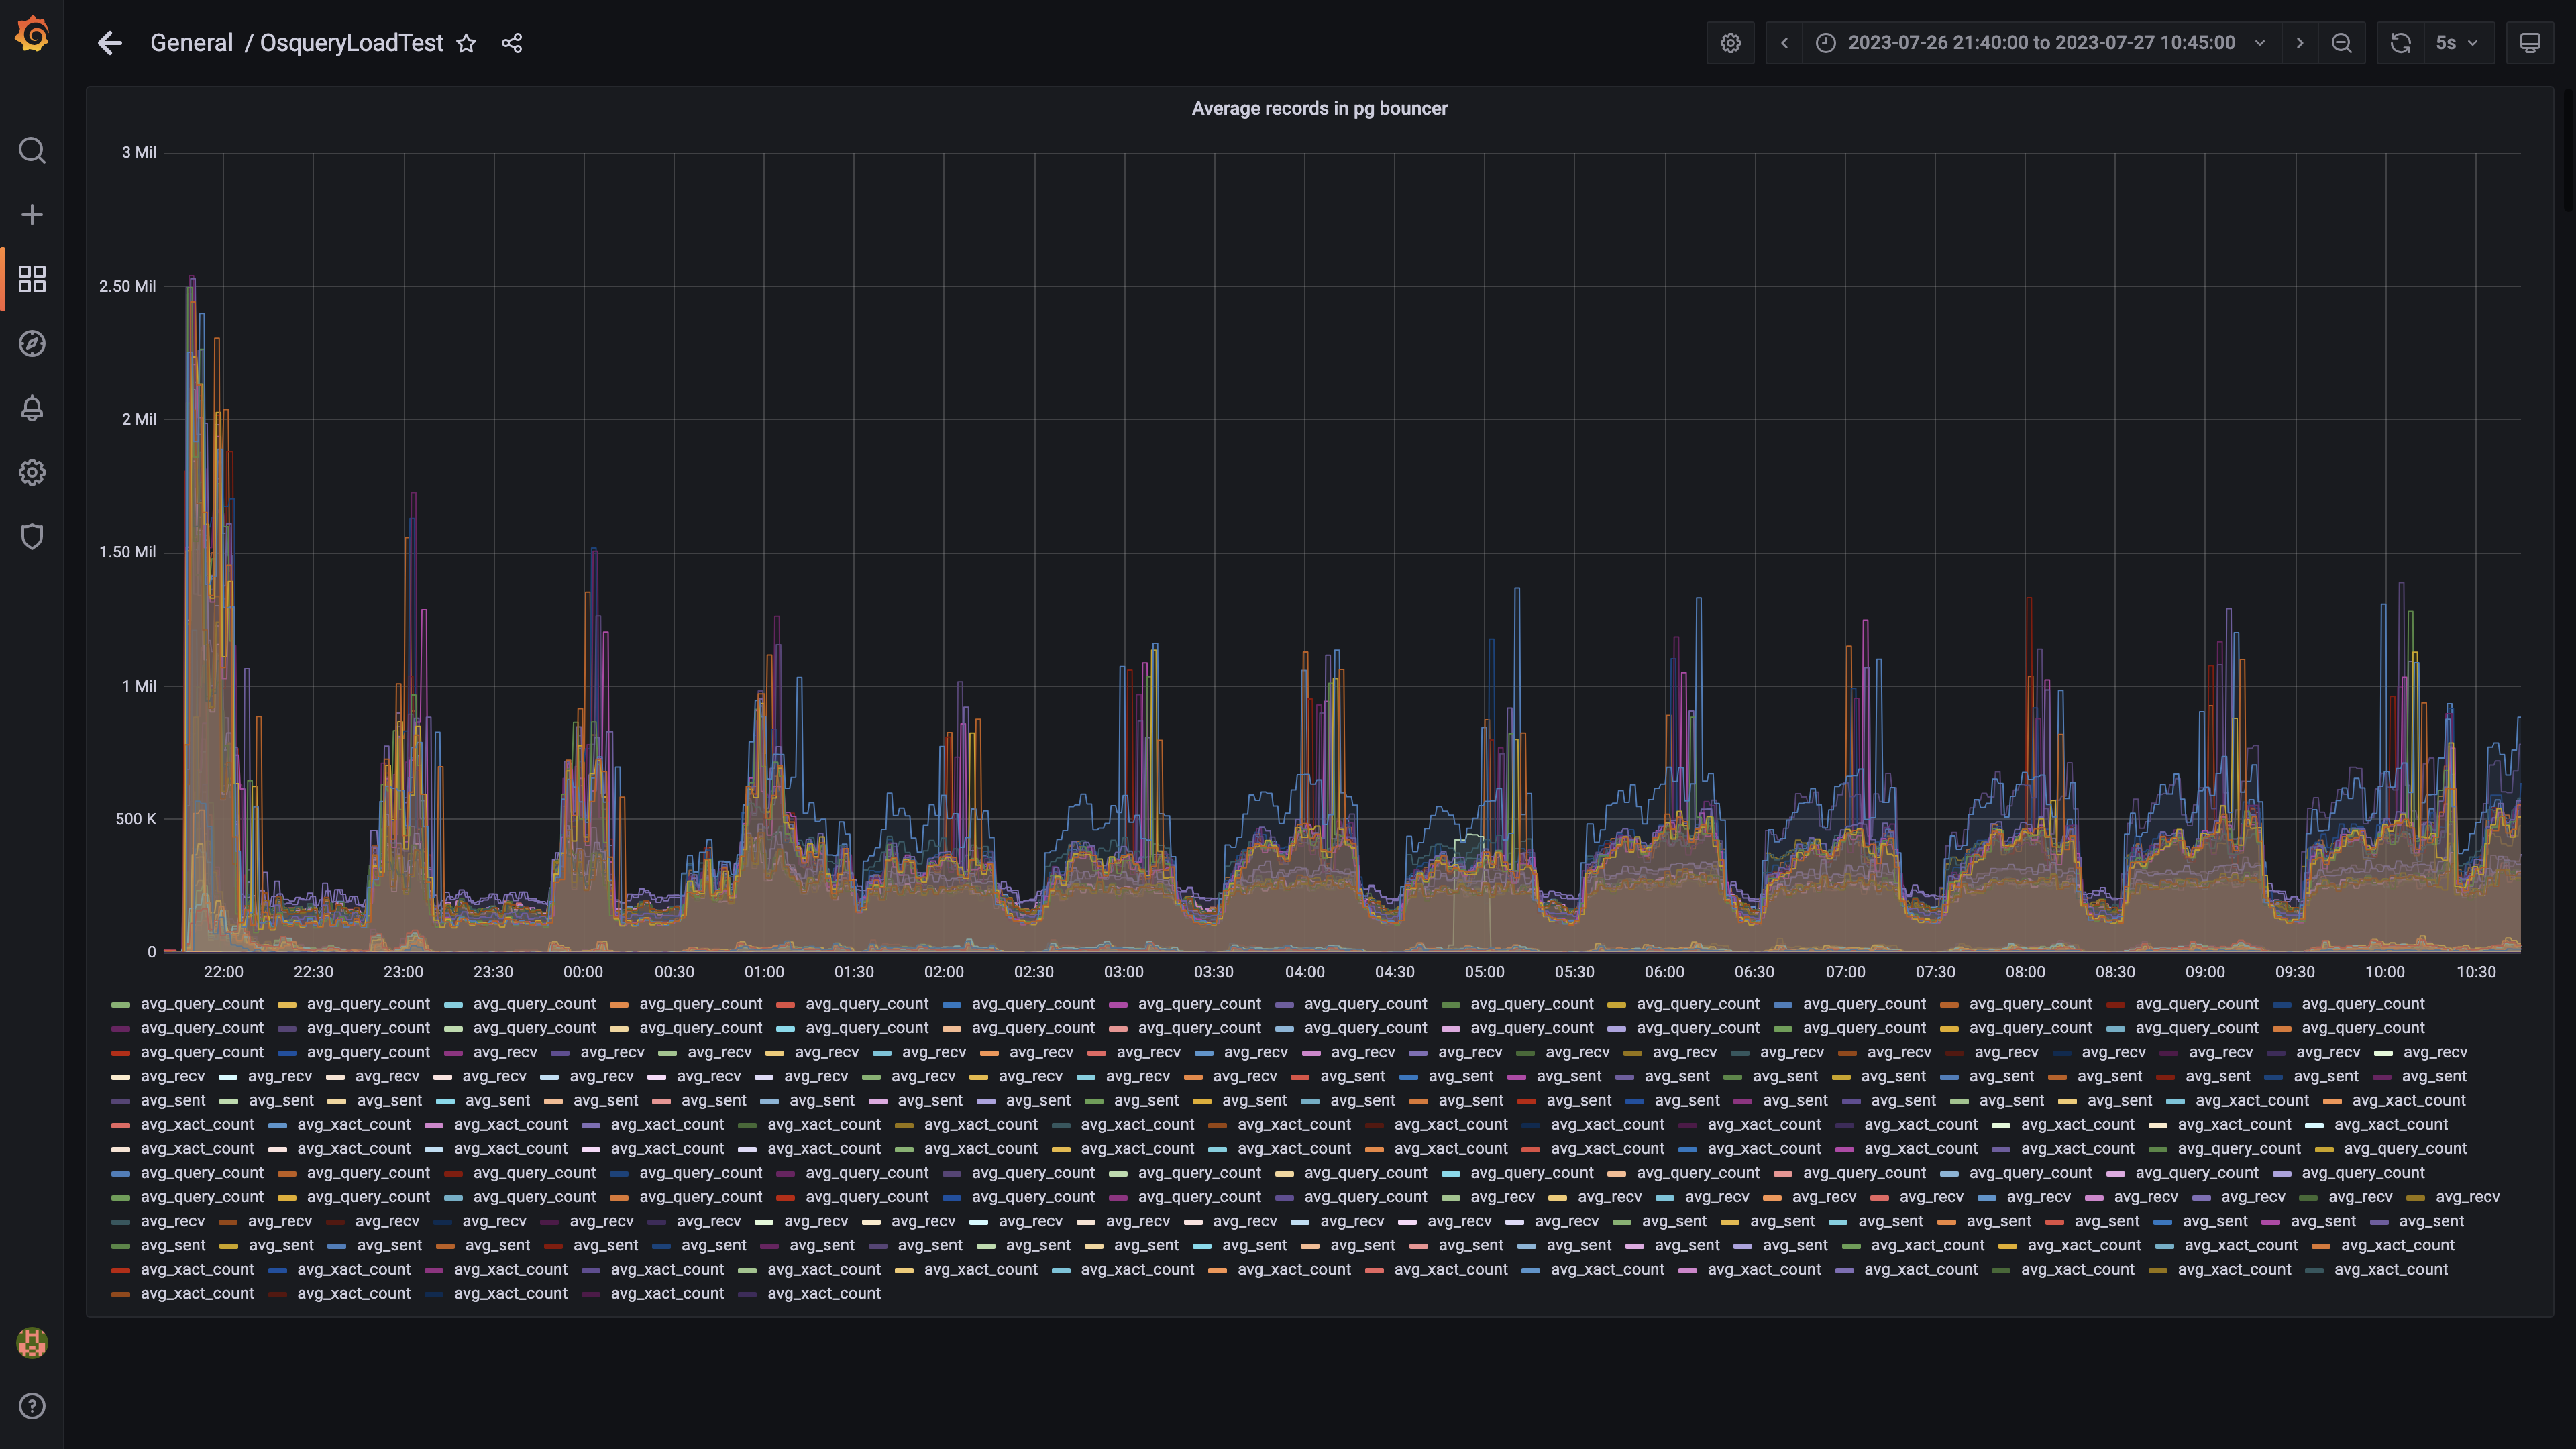 General / OsqueryLoadTest 2023-07-26 21:40:00 to 2023-07-27 10:45:00 5s
Average records in pg bouncer
3 Mil
2.50 Mil
2 Mil
1.50 Mil
1 Mil
500 K
0
22:00 22:30 23:00 23:30 00:00 00:30 01:00 01:30 02:00 02:30 03:00 03:30 04:00 04:30 05:00 05:30 06:00 06:30 07:00 07:30 08:00 08:30 09:00 09:30 10:00 10:30
avg_query_count avg_query_count avg_query_count avg_query_count avg_query_count avg_query_count avg_query_count avg_query_count avg_query_count avg_query_count avg_query_count avg_query_count avg_query_count avg_query_count
avg_query_count avg_query_count avg_query_count avg_query_count avg_query_count avg_query_count avg_query_count avg_query_count avg_query_count avg_query_count avg_query_count avg_query_count avg_query_count avg_query_count
avg_query_count avg_query_count avg_recv avg_recv avg_recv avg_recv avg_recv avg_recv avg_recv avg_recv avg_recv avg_recv avg_recv avg_recv avg_recv avg_recv avg_recv avg_recv avg_recv avg_recv avg_recv
avg_recv avg_recv avg_recv avg_recv avg_recv avg_recv avg_recv avg_recv avg_recv avg_recv avg_recv avg_sent avg_sent avg_sent avg_sent avg_sent avg_sent avg_sent avg_sent avg_sent avg_sent avg_sent
avg_sent avg_sent avg_sent avg_sent avg_sent avg_sent avg_sent avg_sent avg_sent avg_sent avg_sent avg_sent avg_sent avg_sent avg_sent avg_sent avg_sent avg_sent avg_sent avg_xact_count avg_xact_count
avg_xact_count avg_xact_count avg_xact_count avg_xact_count avg_xact_count avg_xact_count avg_xact_count avg_xact_count avg_xact_count avg_xact_count avg_xact_count avg_xact_count avg_xact_count avg_xact_count avg_xact_count
avg_xact_count avg_xact_count avg_xact_count avg_xact_count avg_xact_count avg_xact_count avg_xact_count avg_xact_count avg_xact_count avg_xact_count avg_xact_count avg_xact_count avg_xact_count avg_query_count avg_query_count
avg_query_count avg_query_count avg_query_count avg_query_count avg_query_count avg_query_count avg_query_count avg_query_count avg_query_count avg_query_count avg_query_count avg_query_count avg_query_count avg_query_count
avg_query_count avg_query_count avg_query_count avg_query_count avg_query_count avg_query_count avg_query_count avg_query_count avg_recv avg_recv avg_recv avg_recv avg_recv avg_recv avg_recv avg_recv avg_recv avg_recv
avg_recv avg_recv avg_recv avg_recv avg_recv avg_recv avg_recv avg_recv avg_recv avg_recv avg_recv avg_recv avg_recv avg_recv avg_sent avg_sent avg_sent avg_sent avg_sent avg_sent avg_sent avg_sent
avg_sent avg_sent avg_sent avg_sent avg_sent avg_sent avg_sent avg_sent avg_sent avg_sent avg_sent avg_sent avg_sent avg_sent avg_sent avg_sent avg_xact_count avg_xact_count avg_xact_count avg_xact_count
avg_xact_count avg_xact_count avg_xact_count avg_xact_count avg_xact_count avg_xact_count avg_xact_count avg_xact_count avg_xact_count avg_xact_count avg_xact_count avg_xact_count avg_xact_count avg_xact_count avg_xact_count
avg_xact_count avg_xact_count avg_xact_count avg_xact_count avg_xact_count